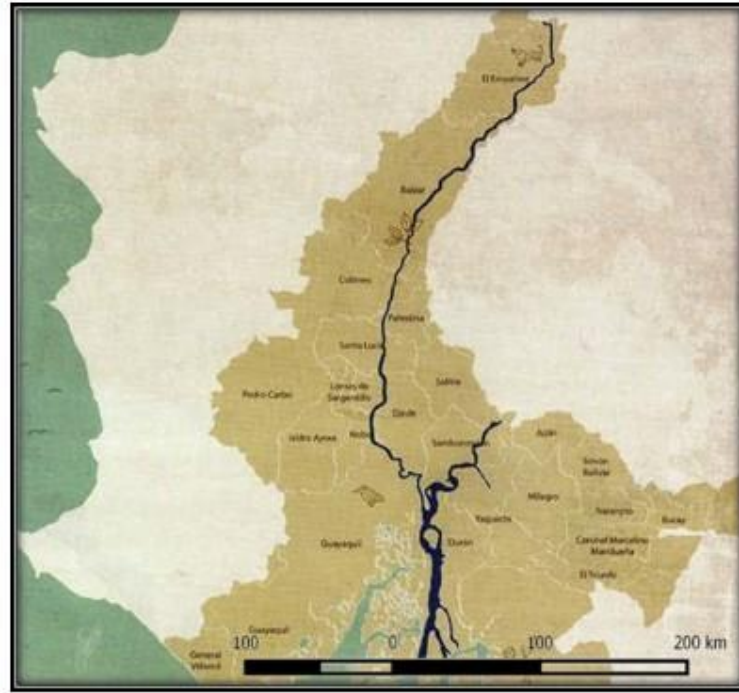 El Empalme
Balzar
Colimes
Palestina
Santa Lucía
Pedro Carbo
Lomas de
Sargentillo
Salitre
Daule
Isidro Ayora
Nobol
Samborondón
Simón
Bolívar
Milagro
Naranjito
Bucay
Yaguachi
Guayaquil
Durán
Coronel Marcelino
Maridueña
El Triunfo
Guayaquil
General
Villamil
100 0 100 200 km